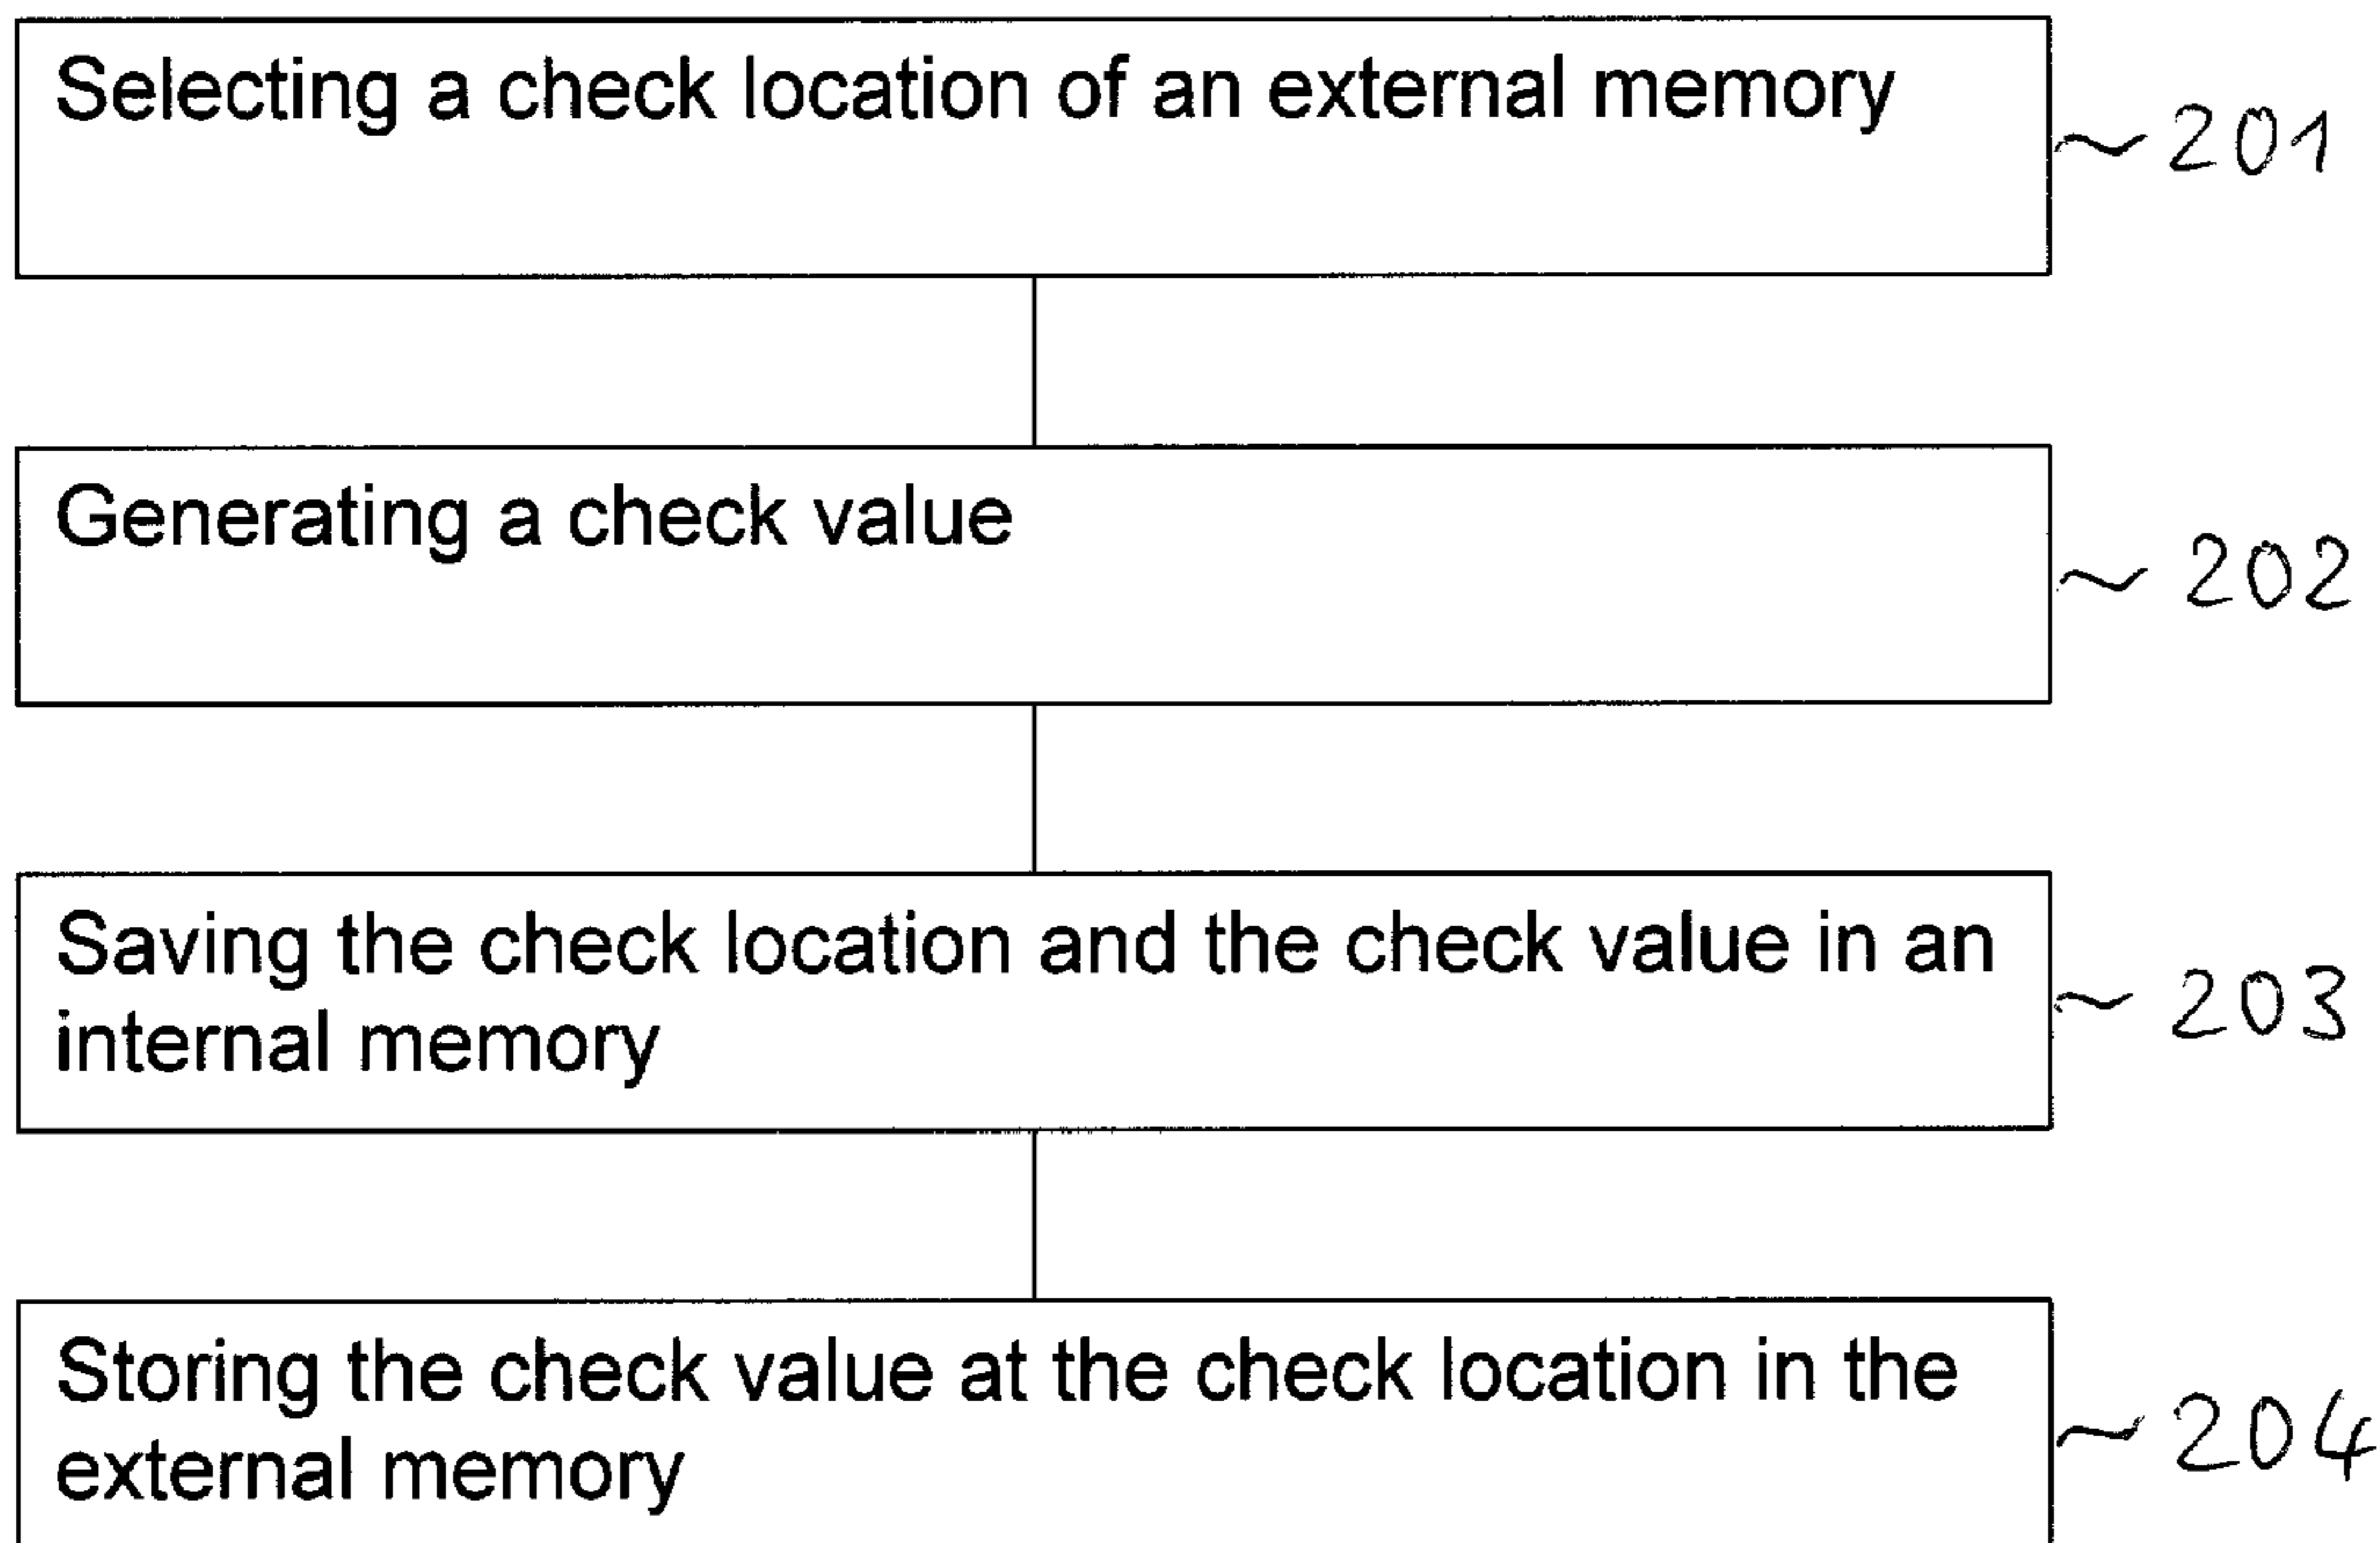 Selecting a check location of an external memory
~ 201
Generating a check value
~ 202
Saving the check location and the check value in an
internal memory
~ 203
Storing the check value at the check location in the
external memory
~ 204